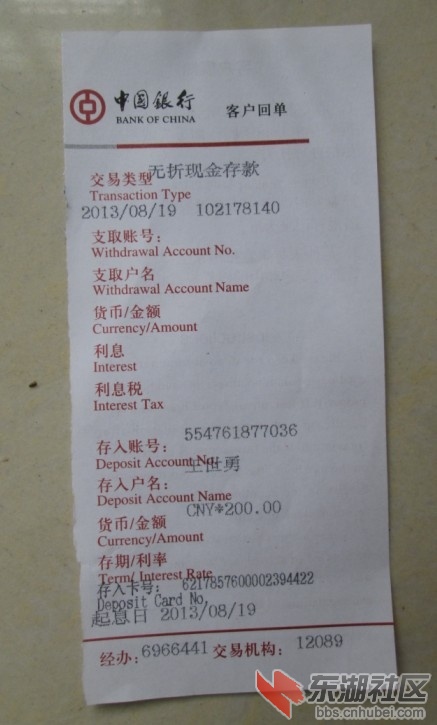 中国银行
BANK OF CHINA
客户回单
交易类型 无折现金存款
Transaction Type
2013/08/19 102178140
支取账号:
Withdrawal Account No.
支取户名
Withdrawal Account Name
货币/金额
Currency/Amount
利息
Interest
利息税
Interest Tax
554761877036
存入账号:
Deposit Account No.
王世勇
存入户名:
Deposit Account Name
CNY*200.00
货币/金额
Currency/Amount
存期/利率
Term/ Interest Rate
存入卡号: 6217857600002394422
Deposit Card No.
起息日 2013/08/19
经办: 6966441 交易机构: 12089
东湖社区
bbs.cnhubei.com